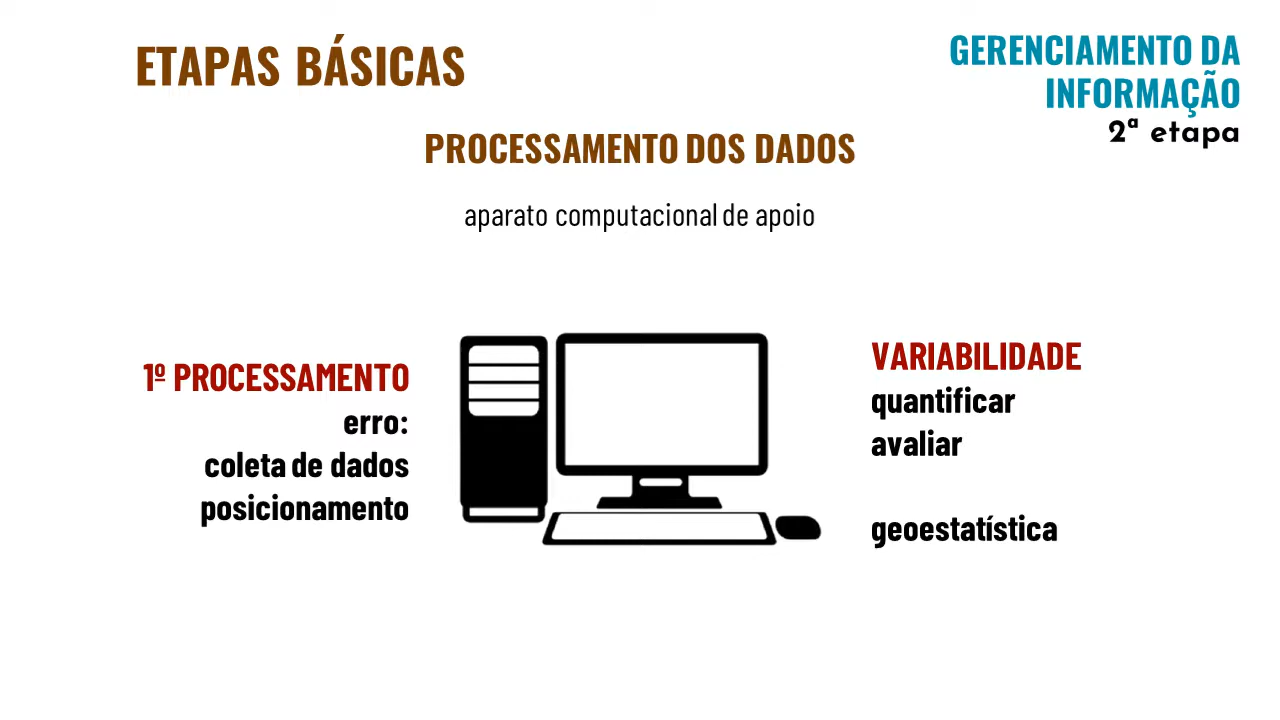 ETAPAS BÁSICAS
GERENCIAMENTO DA
INFORMAÇÃO
2ª etapa
PROCESSAMENTO DOS DADOS
aparato computacional de apoio
1º PROCESSAMENTO
erro:
coleta de dados
posicionamento
VARIABILIDADE
quantificar
avaliar
geoestatística